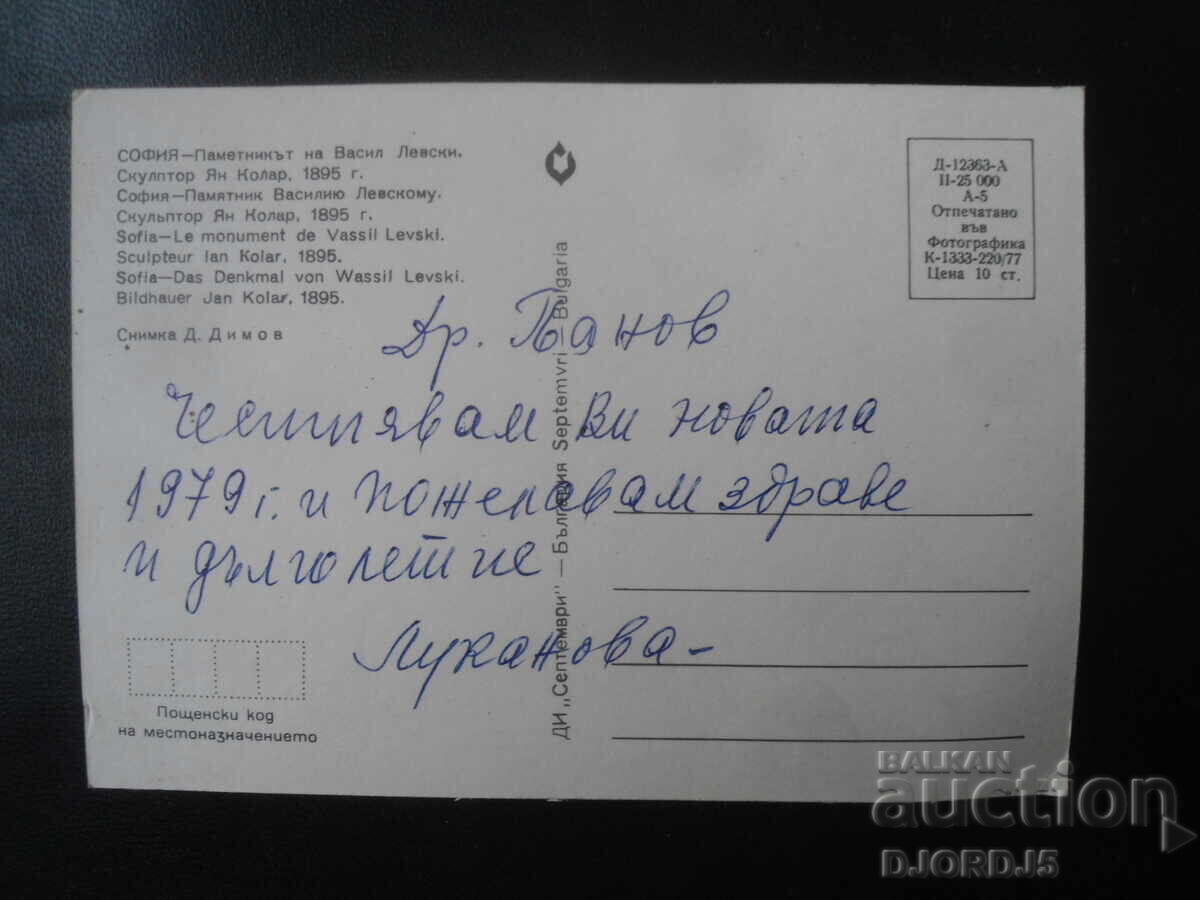 СОФИЯ—Паметникът на Васил Левски.
Скулптор Ян Колар, 1895 г.
София—Памятник Василию Левскому.
Скульптор Ян Колар, 1895 г.
Sofia—Le monument de Vassil Levski.
Sculpteur Ian Kolar, 1895.
Sofia—Das Denkmal von Wassil Levski.
Bildhauer Jan Kolar, 1895.
Снимка Д. Димов
Д-12363-А
II-25 000
А-5
Отпечатано
във
Фотографика
К-1333-220/77
Цена 10 ст.
Др. Панов
Честитявам Ви новата
1979 г. и пожелавам здраве
и дълголетие
Луканова-
ДИ „Септември" — България Septemvri — Bulgaria
Пощенски код
на местоназначението
BALKAN
auction
DJORDJ5